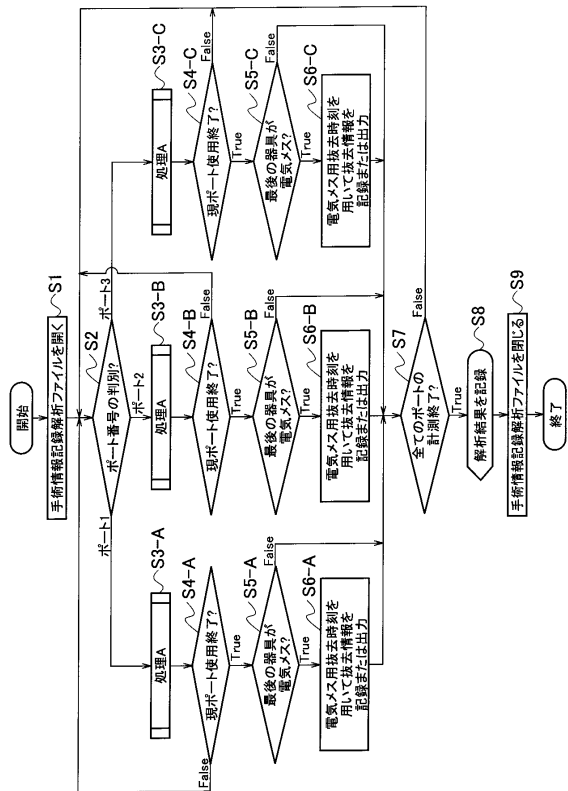 開始
手術情報記録解析ファイルを開く
S1
S2
ポート番号の判別?
ポート1
ポート2
ポート3
S3-A
処理A
S4-A
現ポート使用終了?
False
True
S5-A
最後の器具が
電気メス?
False
True
S6-A
電気メス用抜去時刻を
用いて抜去情報を
記録または出力
S3-B
処理A
S4-B
現ポート使用終了?
False
True
S5-B
最後の器具が
電気メス?
False
True
S6-B
電気メス用抜去時刻を
用いて抜去情報を
記録または出力
S3-C
処理A
S4-C
現ポート使用終了?
False
True
S5-C
最後の器具が
電気メス?
False
True
S6-C
電気メス用抜去時刻を
用いて抜去情報を
記録または出力
S7
全てのポートの
計測終了?
False
True
S8
解析結果を記録
S9
手術情報記録解析ファイルを閉じる
終了